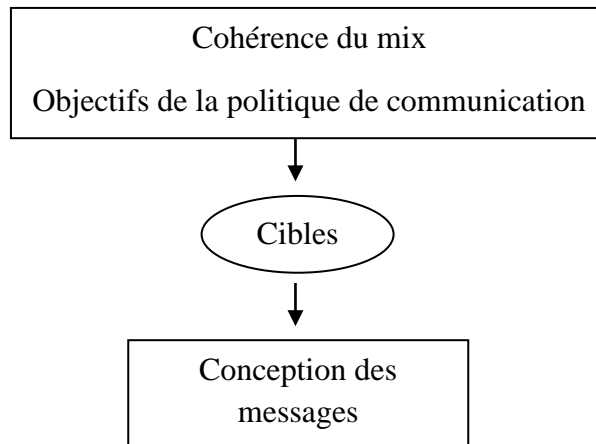 Cohérence du mix
Objectifs de la politique de communication
Cibles
Conception des
messages